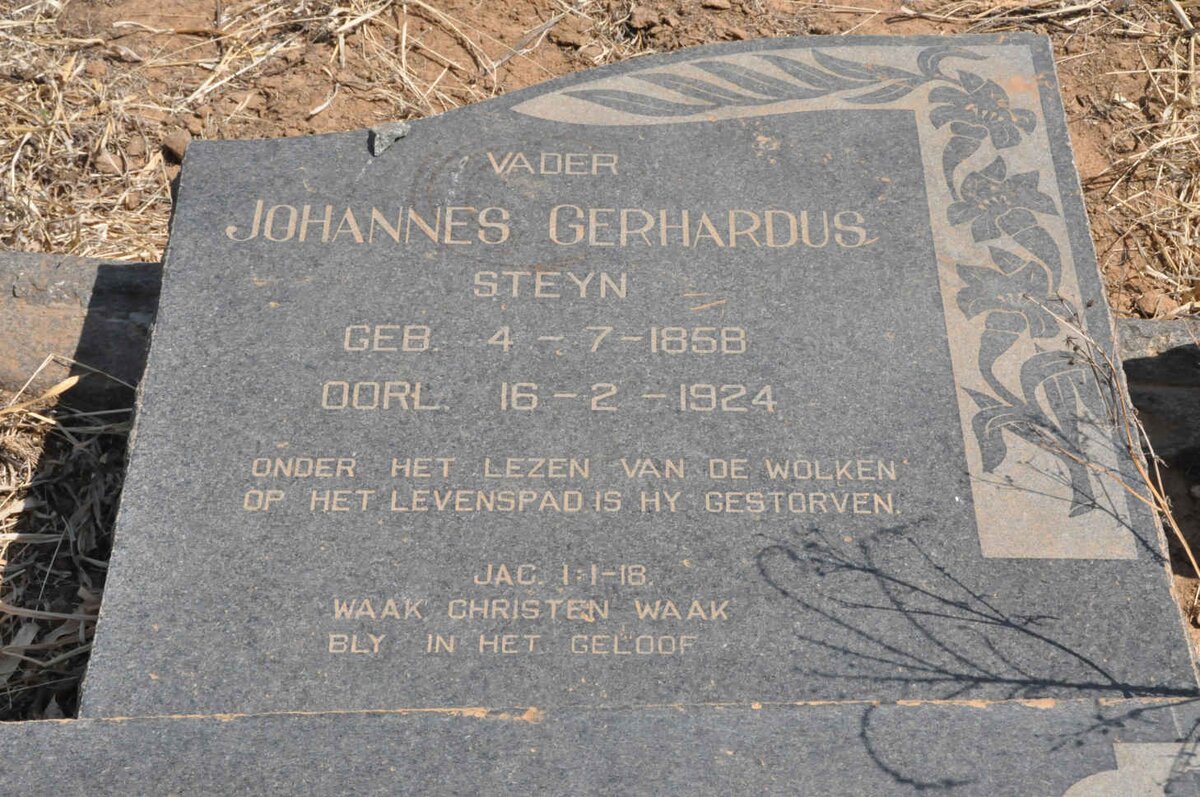 VADER
JOHANNES GERHARDUS
STEYN
GEB. 4-7-1858
OORL. 16-2-1924
ONDER HET LEZEN VAN DE WOLKEN
OP HET LEVENSPAD IS HY GESTORVEN.
JAC. 1:1-18.
WAAK CHRISTEN WAAK
BLY IN HET GELOOF